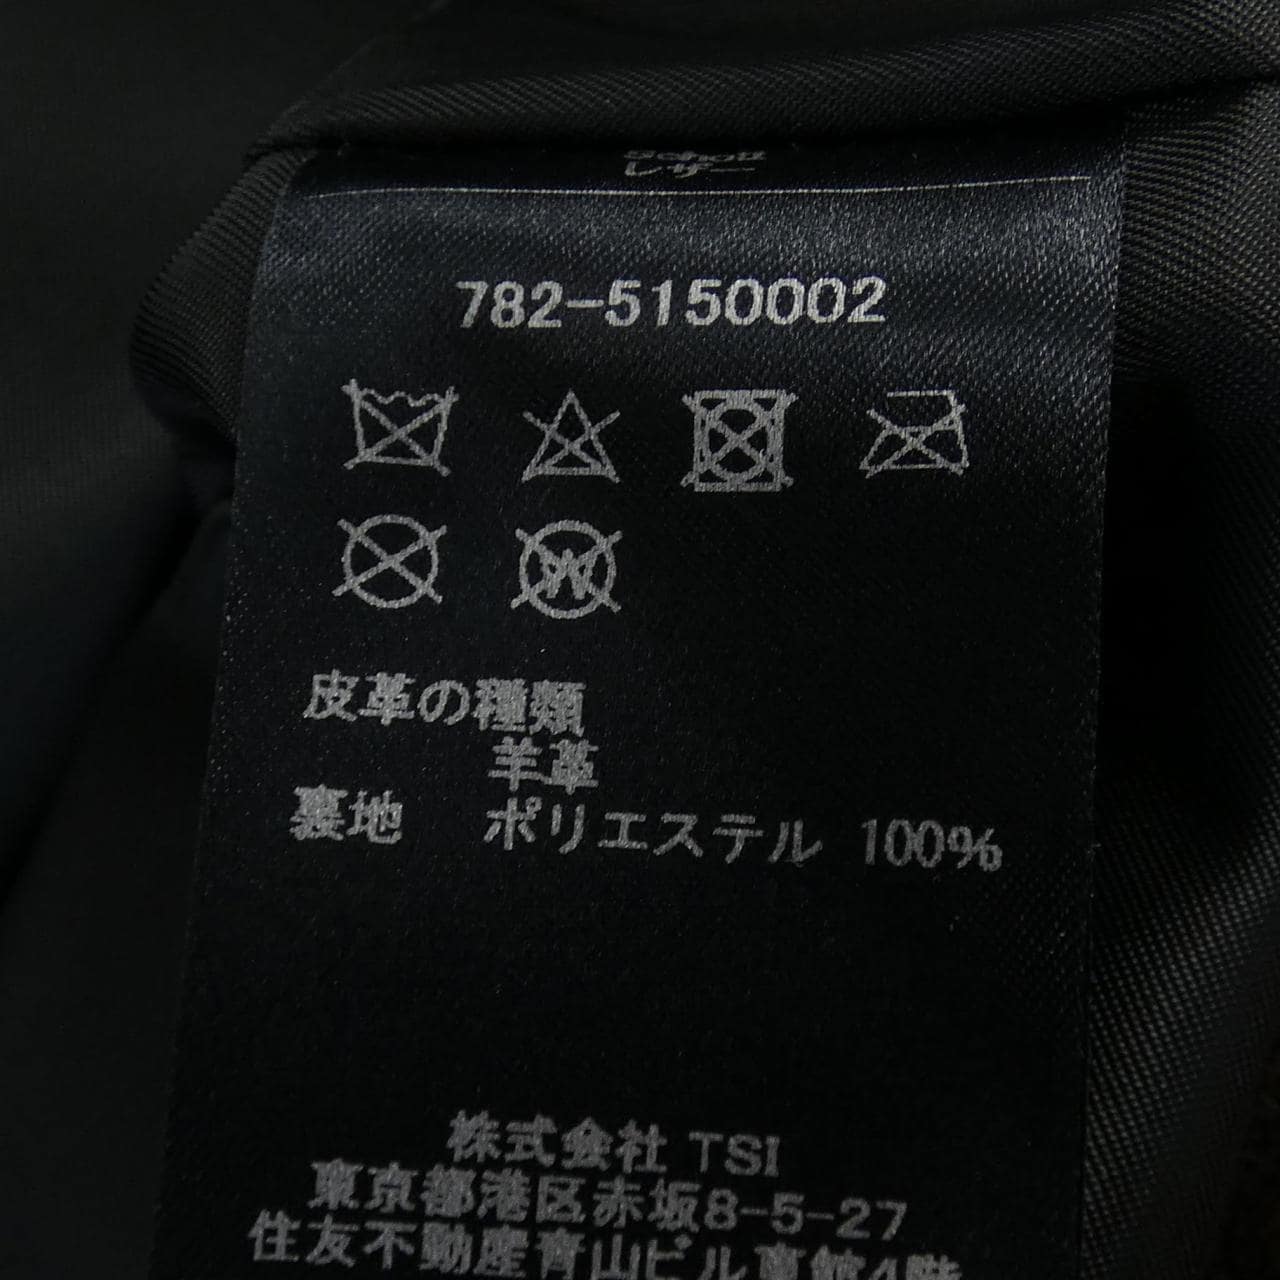 Schott
レザー
782-5150002
皮革の種類
羊革
裏地 ポリエステル 100%
株式会社 TSI
東京都港区赤坂8-5-27
住友不動産青山ビル東館4階